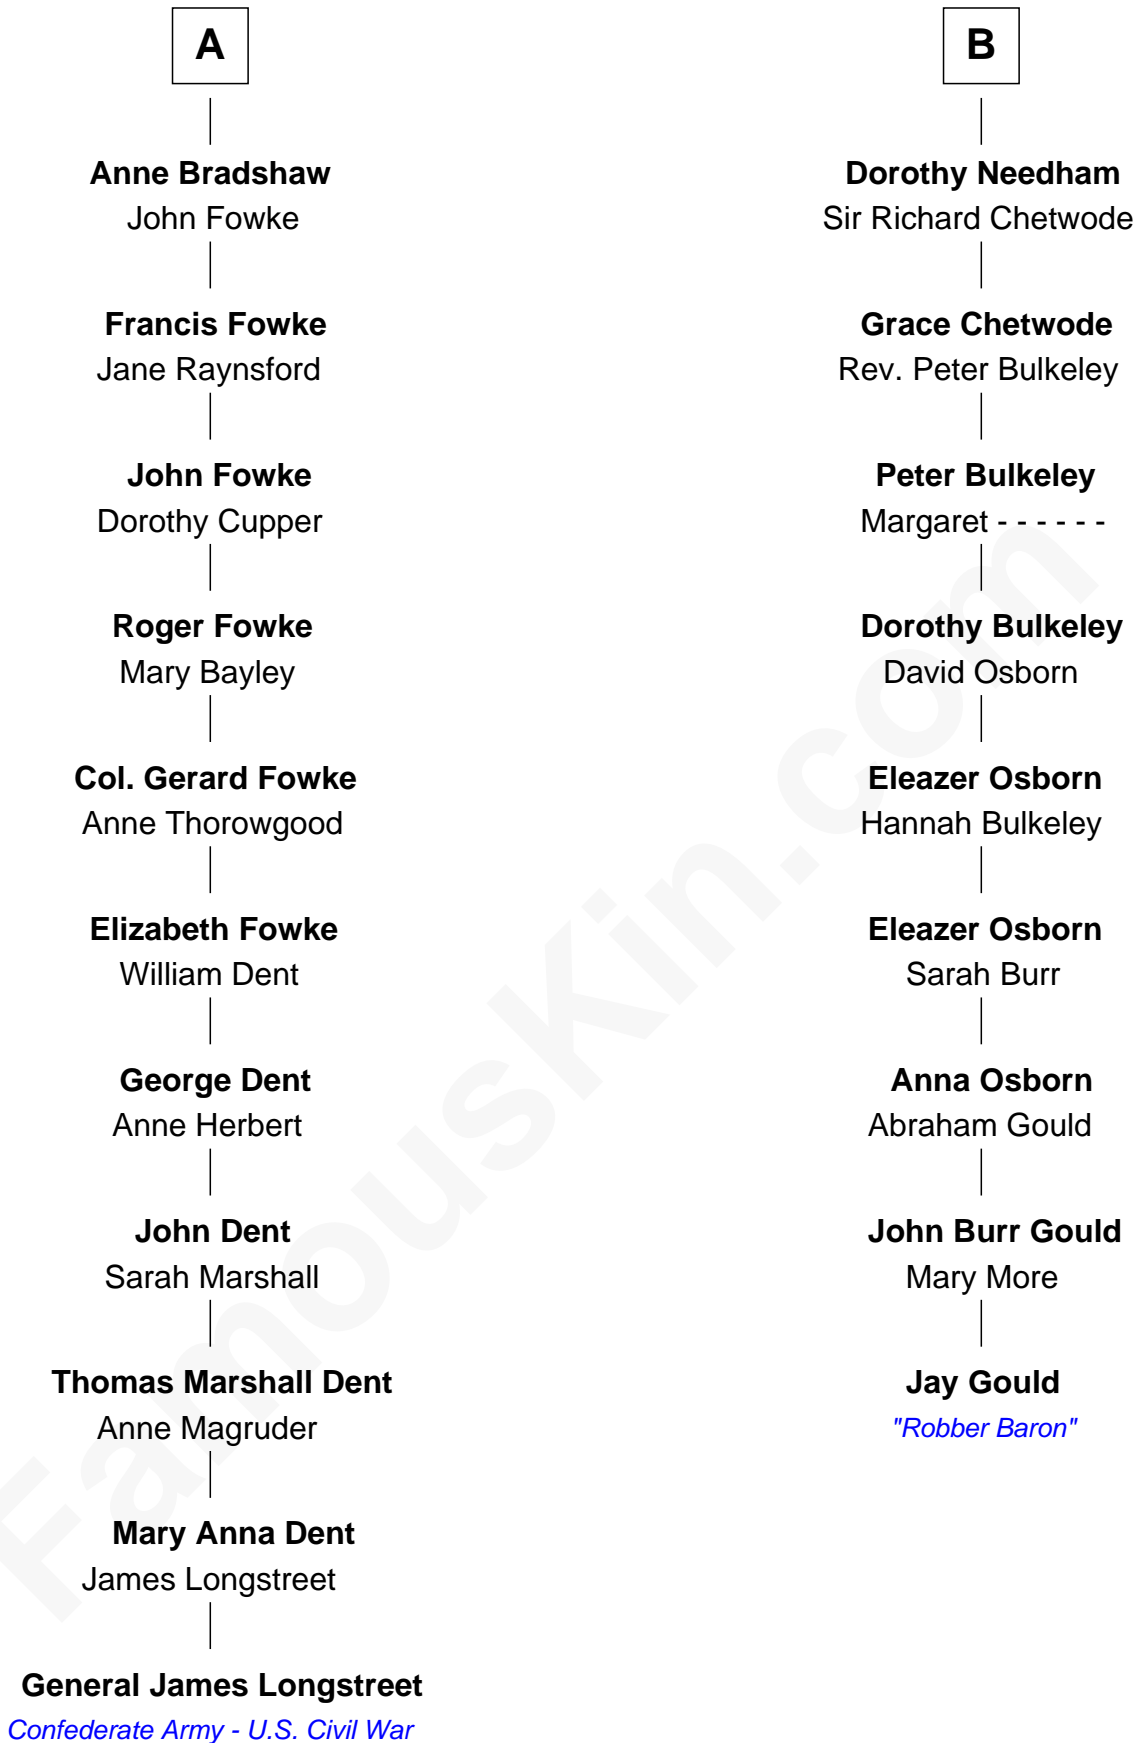 A
Anne Bradshaw
John Fowke
Francis Fowke
Jane Raynsford
John Fowke
Dorothy Cupper
Roger Fowke
Mary Bayley
Col. Gerard Fowke
Anne Thorowgood
Elizabeth Fowke
William Dent
George Dent
Anne Herbert
John Dent
Sarah Marshall
Thomas Marshall Dent
Anne Magruder
Mary Anna Dent
James Longstreet
General James Longstreet
Confederate Army - U.S. Civil War
B
Dorothy Needham
Sir Richard Chetwode
Grace Chetwode
Rev. Peter Bulkeley
Peter Bulkeley
Margaret - - - - - -
Dorothy Bulkeley
David Osborn
Eleazer Osborn
Hannah Bulkeley
Eleazer Osborn
Sarah Burr
Anna Osborn
Abraham Gould
John Burr Gould
Mary More
Jay Gould
"Robber Baron"
FamousKin.com